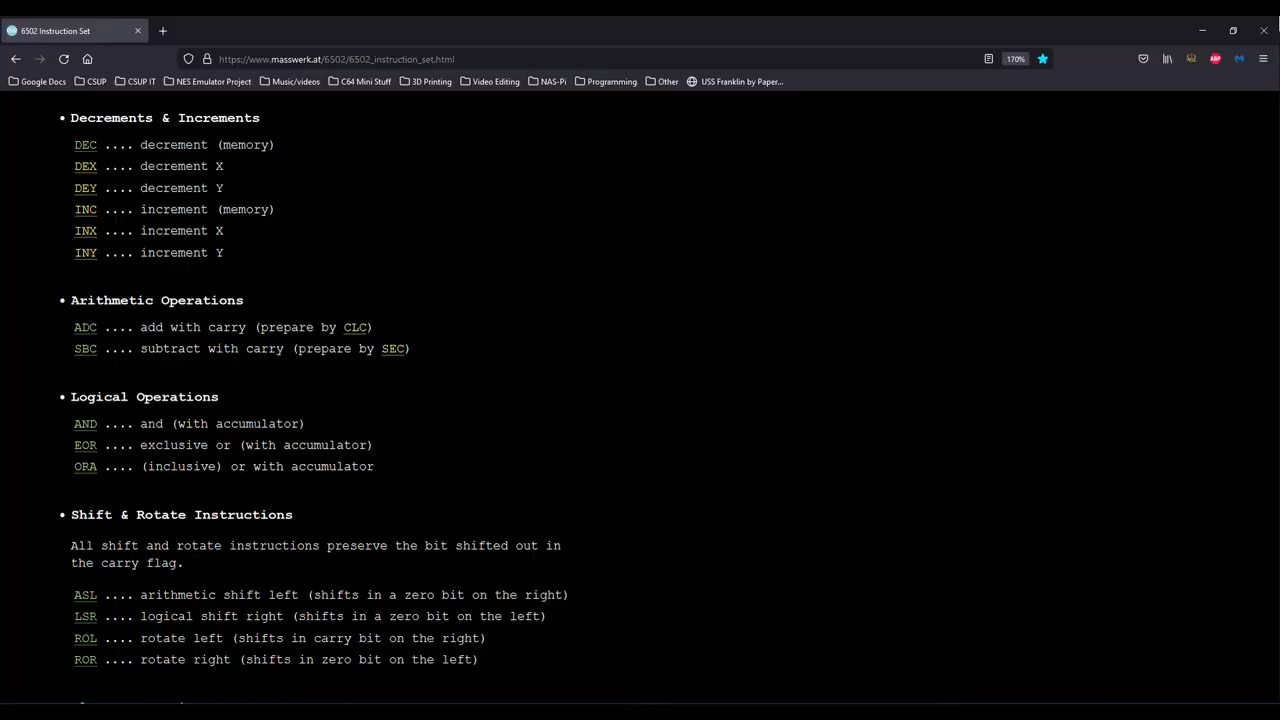 6502 Instruction Set
https://www.masswerk.at/6502/6502_instruction_set.html
170%
ABP
Google Docs CSUP CSUP IT NES Emulator Project Music/videos C64 Mini Stuff 3D Printing Video Editing NAS-Pi Programming Other USS Franklin by Paper...
• Decrements & Increments
DEC .... decrement (memory)
DEX .... decrement X
DEY .... decrement Y
INC .... increment (memory)
INX .... increment X
INY .... increment Y
• Arithmetic Operations
ADC .... add with carry (prepare by CLC)
SBC .... subtract with carry (prepare by SEC)
• Logical Operations
AND .... and (with accumulator)
EOR .... exclusive or (with accumulator)
ORA .... (inclusive) or with accumulator
• Shift & Rotate Instructions
All shift and rotate instructions preserve the bit shifted out in
the carry flag.
ASL .... arithmetic shift left (shifts in a zero bit on the right)
LSR .... logical shift right (shifts in a zero bit on the left)
ROL .... rotate left (shifts in carry bit on the right)
ROR .... rotate right (shifts in zero bit on the left)